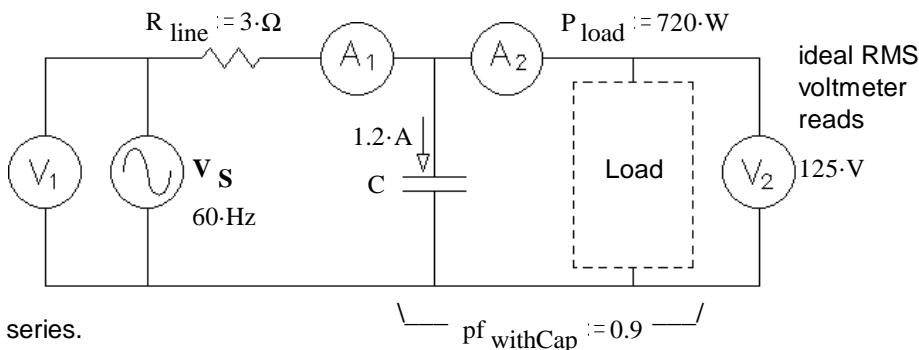 R line := 3·Ω
P load := 720·W
A1
A2
ideal RMS
voltmeter
reads
1.2·A
V1
V S
C
Load
V2
125·V
60·Hz
series.
pf withCap := 0.9